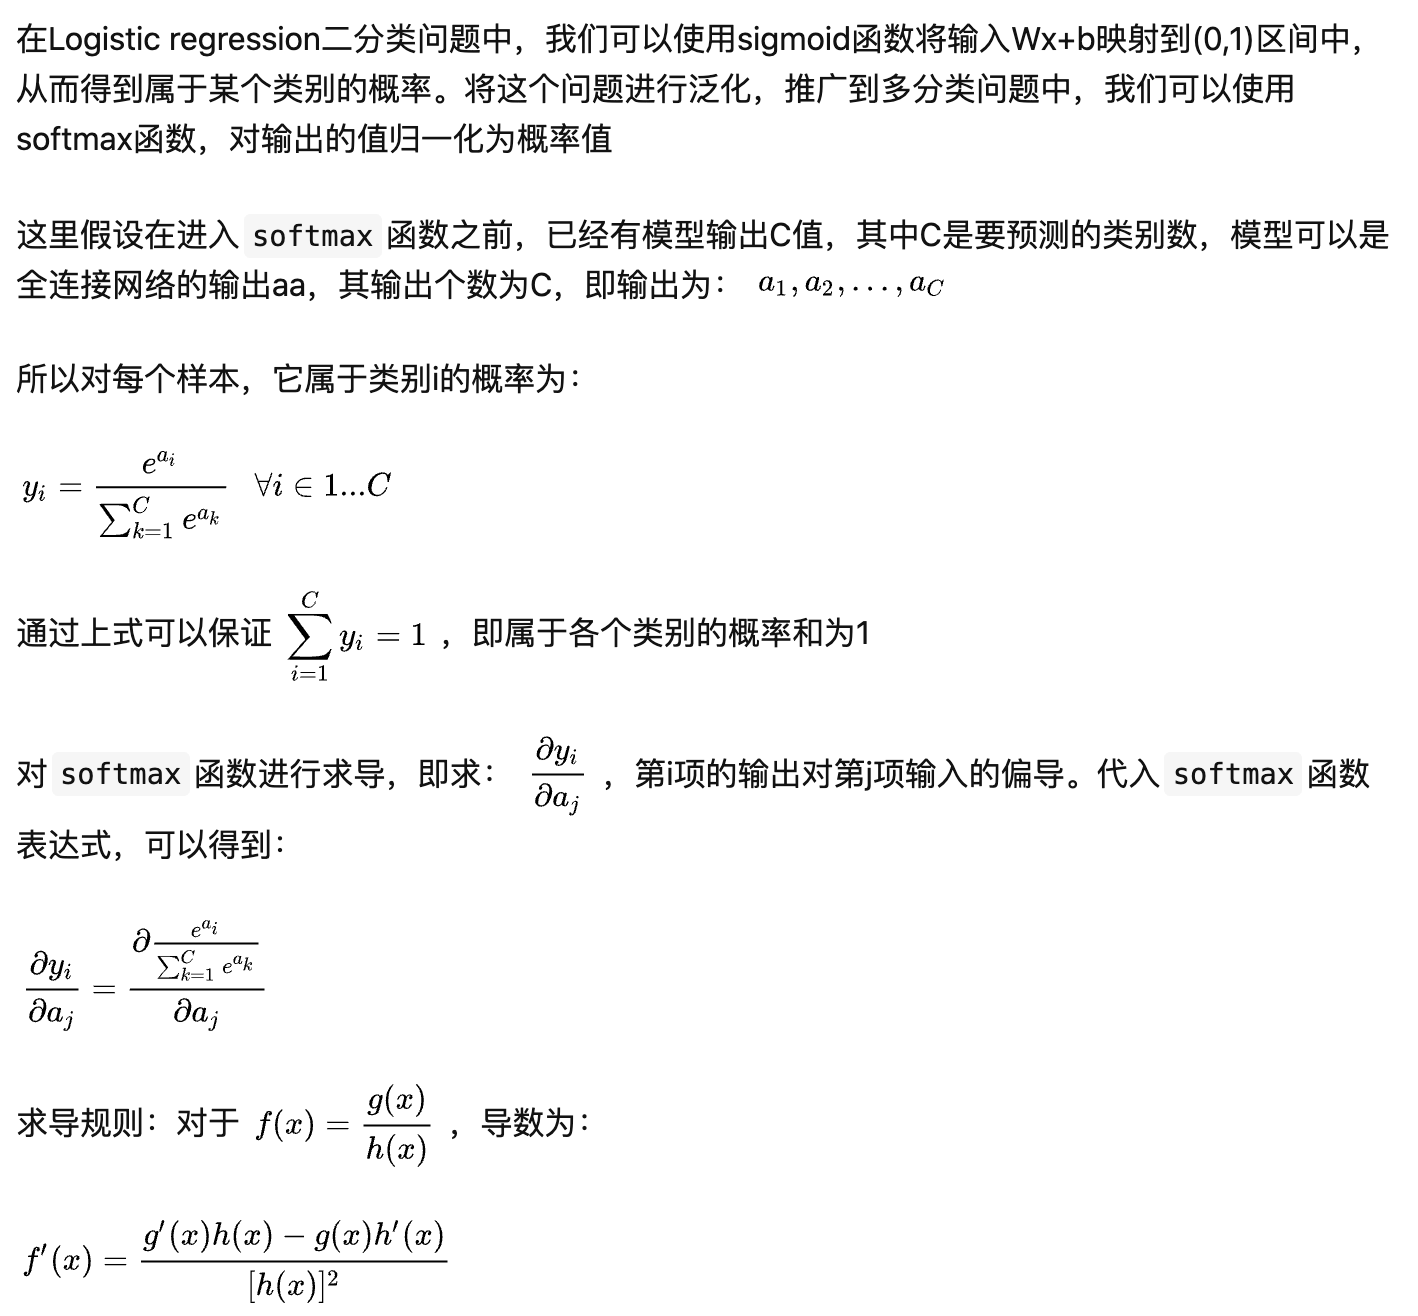 在Logistic regression二分类问题中，我们可以使用sigmoid函数将输入Wx+b映射到(0,1)区间中，
从而得到属于某个类别的概率。将这个问题进行泛化，推广到多分类问题中，我们可以使用
softmax函数，对输出的值归一化为概率值
这里假设在进入 softmax 函数之前，已经有模型输出C值，其中C是要预测的类别数，模型可以是
全连接网络的输出aa，其输出个数为C，即输出为： $a_1, a_2, \ldots, a_C$
所以对每个样本，它属于类别i的概率为：
$y_i = \frac{e^{a_i}}{\sum_{k=1}^{C} e^{a_k}} \quad \forall i \in 1...C$
通过上式可以保证 $\sum_{i=1}^{C} y_i = 1$ ，即属于各个类别的概率和为1
对 softmax 函数进行求导，即求： $\frac{\partial y_i}{\partial a_j}$ ，第i项的输出对第j项输入的偏导。代入 softmax 函数
表达式，可以得到：
$\frac{\partial y_i}{\partial a_j} = \frac{\partial \frac{e^{a_i}}{\sum_{k=1}^{C} e^{a_k}}}{\partial a_j}$
求导规则：对于 $f(x) = \frac{g(x)}{h(x)}$ ，导数为：
$f'(x) = \frac{g'(x)h(x) - g(x)h'(x)}{[h(x)]^2}$